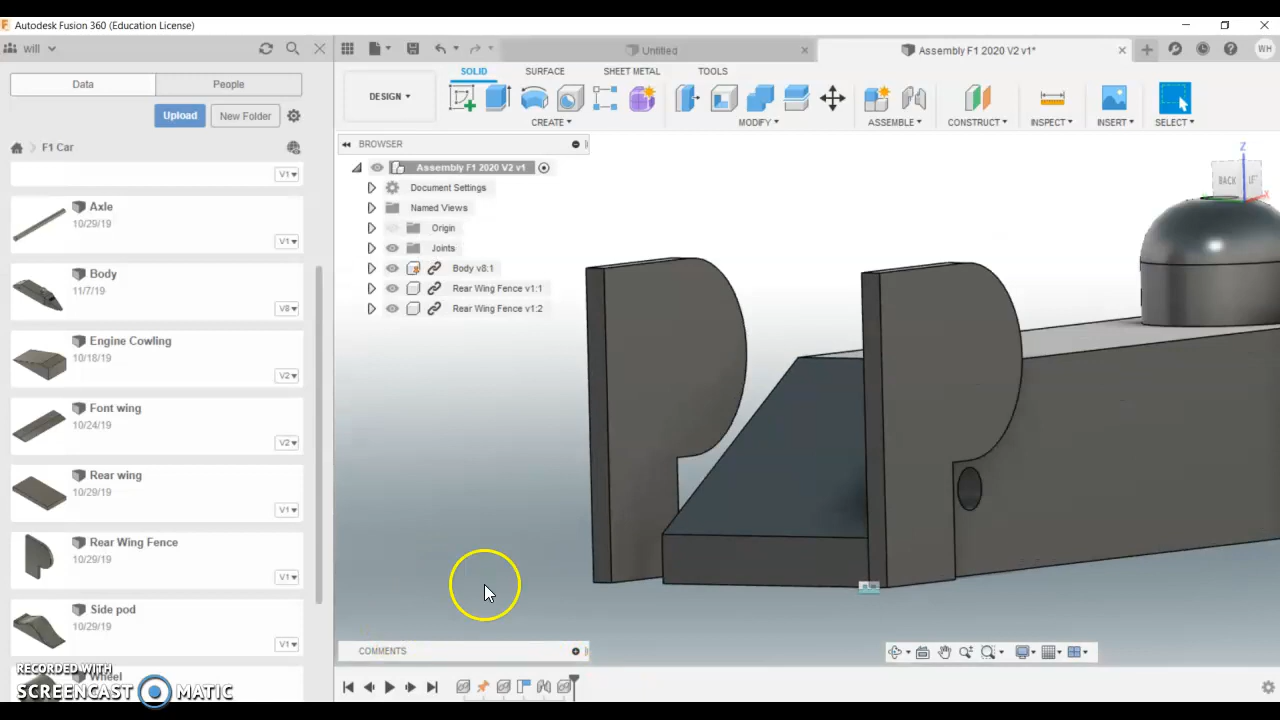 Autodesk Fusion 360 (Education License)
will
Untitled
Assembly F1 2020 V2 v1*
WH
Data
People
SOLID
SURFACE
SHEET METAL
TOOLS
DESIGN
Upload
New Folder
CREATE
MODIFY
ASSEMBLE
CONSTRUCT
INSPECT
INSERT
SELECT
F1 Car
BROWSER
V1
Assembly F1 2020 V2 v1
Document Settings
Named Views
Origin
Joints
Body v8:1
Rear Wing Fence v1:1
Rear Wing Fence v1:2
Z
BACK
X
Axle
10/29/19
V1
Body
11/7/19
V8
Engine Cowling
10/18/19
V2
Font wing
10/24/19
V2
Rear wing
10/29/19
V1
Rear Wing Fence
10/29/19
V1
Side pod
10/29/19
V1
Wheel
COMMENTS
RECORDED WITH
SCREENCAST MATIC